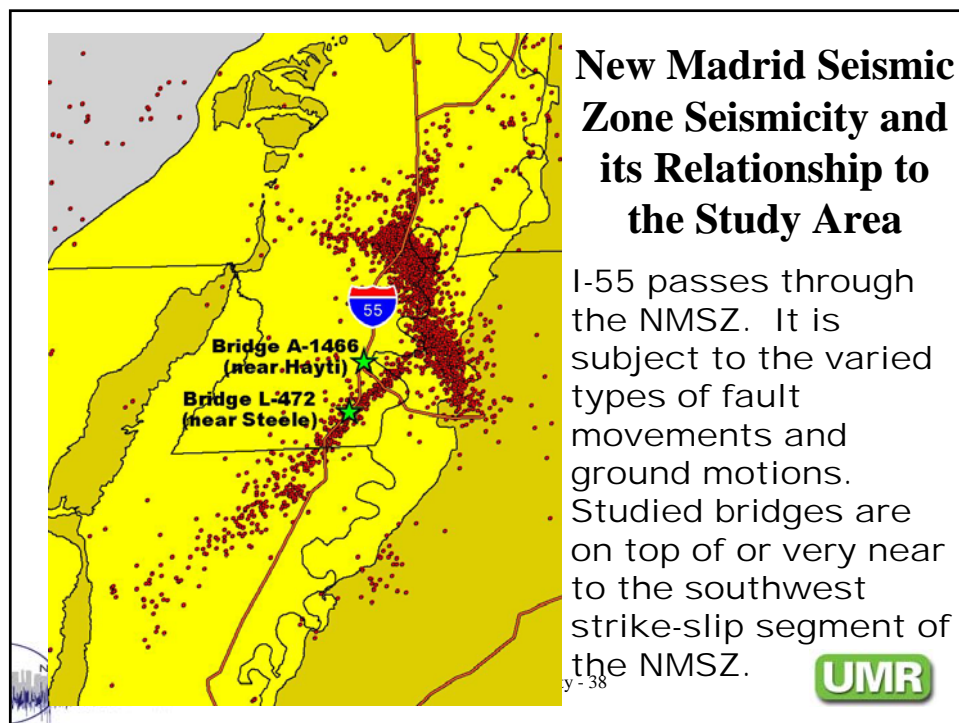 New Madrid Seismic
Zone Seismicity and
its Relationship to
the Study Area
I-55 passes through
the NMSZ. It is
subject to the varied
types of fault
movements and
ground motions.
Studied bridges are
on top of or very near
to the southwest
strike-slip segment of
the NMSZ.
55
Bridge A-1466
(near Hayti)
Bridge L-472
(near Steele)
- 38
UMR